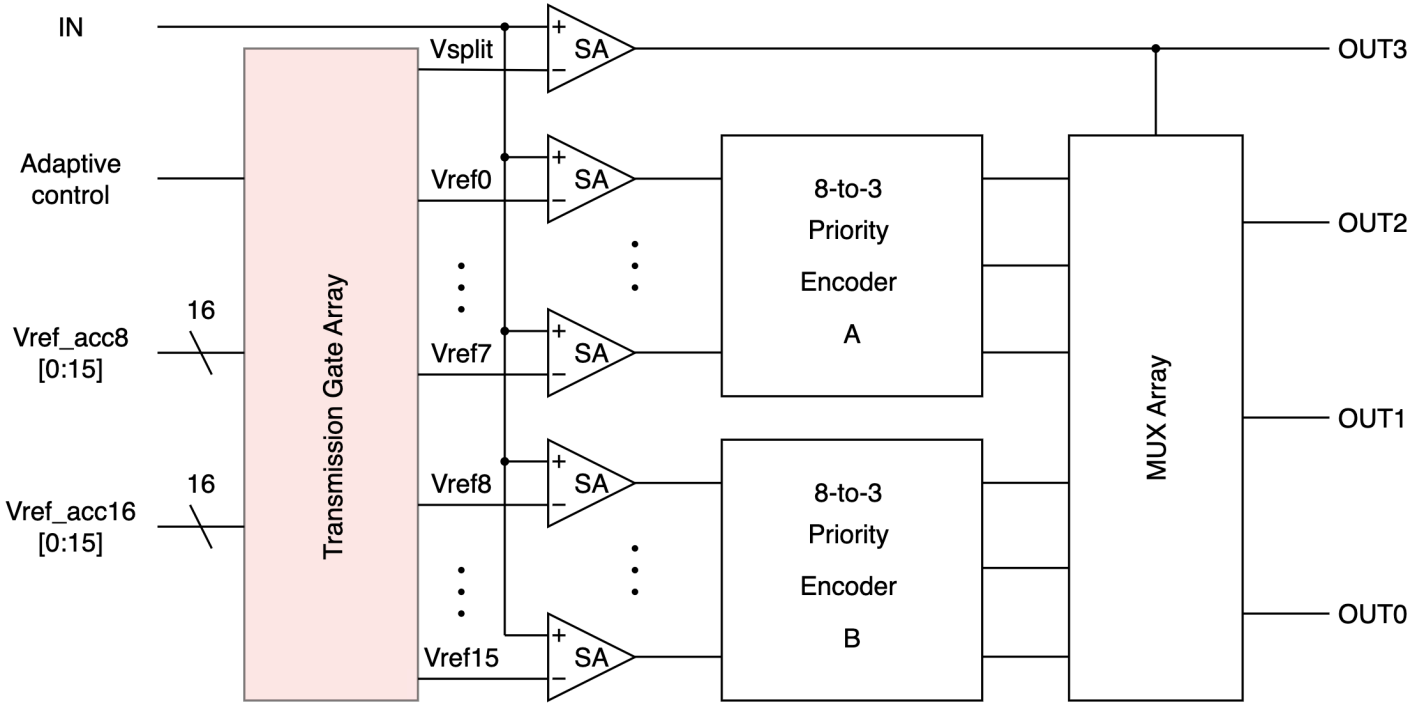 IN
Vsplit
+
−
SA
OUT3
Adaptive
control
Vref0
+
−
SA
8-to-3
Priority
Encoder
A
OUT2
Transmission Gate Array
16
Vref_acc8
[0:15]
Vref7
+
−
SA
MUX Array
OUT1
16
Vref_acc16
[0:15]
Vref8
+
−
SA
8-to-3
Priority
Encoder
B
OUT0
Vref15
+
−
SA